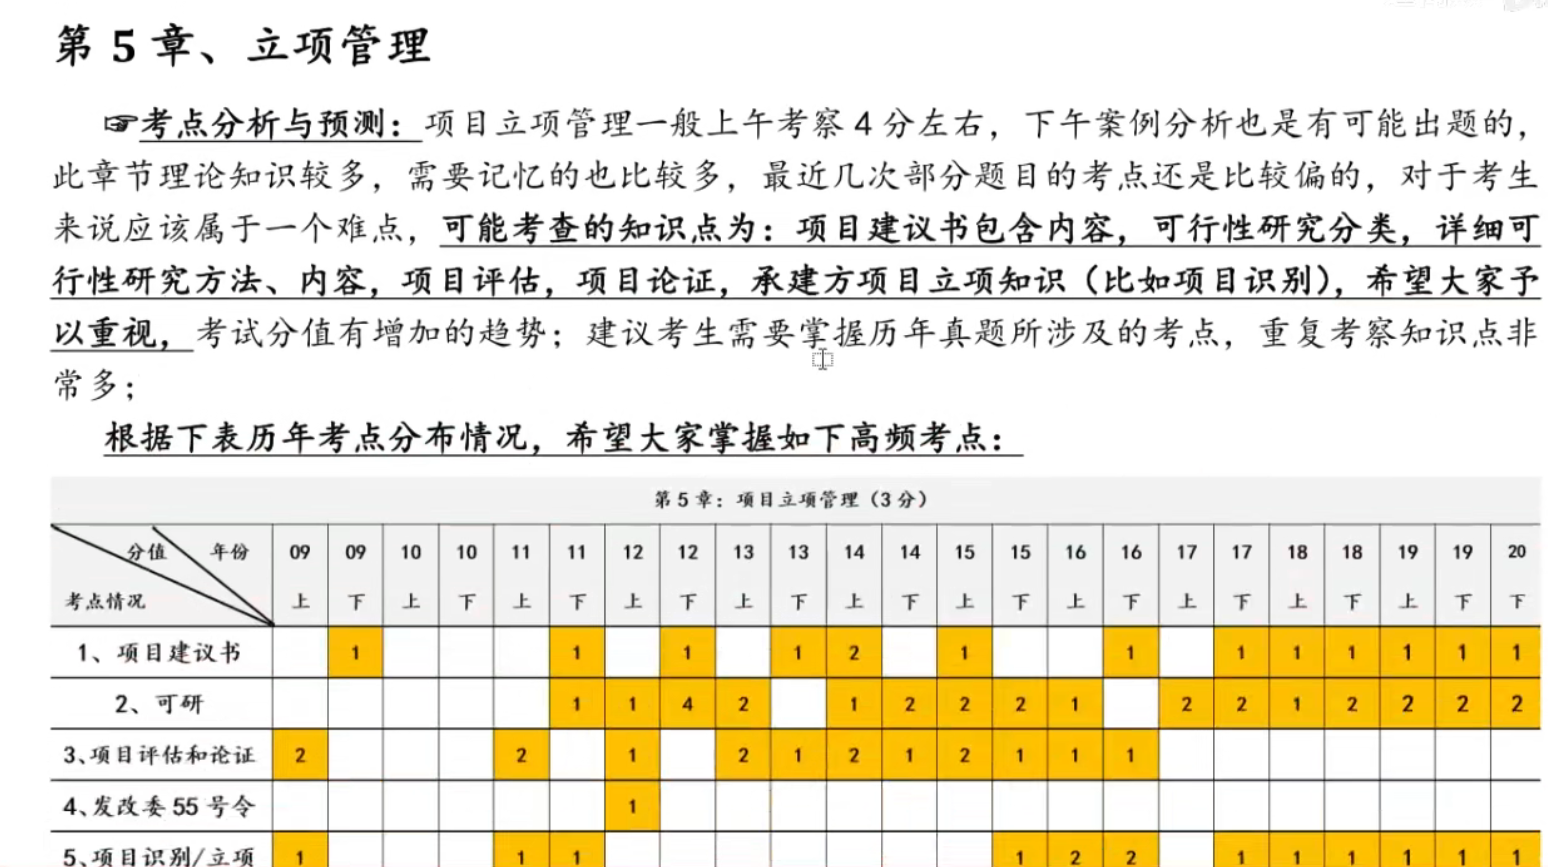 第 5 章、立项管理
☞考点分析与预测：项目立项管理一般上午考察 4 分左右，下午案例分析也是有可能出题的，
此章节理论知识较多，需要记忆的也比较多，最近几次部分题目的考点还是比较偏的，对于考生
来说应该属于一个难点，可能考查的知识点为：项目建议书包含内容，可行性研究分类，详细可
行性研究方法、内容，项目评估，项目论证，承建方项目立项知识（比如项目识别），希望大家予
以重视，考试分值有增加的趋势；建议考生需要掌握历年真题所涉及的考点，重复考察知识点非
常多；
根据下表历年考点分布情况，希望大家掌握如下高频考点：
第 5 章：项目立项管理（3 分）
分值 年份 09 09 10 10 11 11 12 12 13 13 14 14 15 15 16 16 17 17 18 18 19 19 20
考点情况 上 下 上 下 上 下 上 下 上 下 上 下 上 下 上 下 上 下 上 下 上 下 下
1、项目建议书 1 1 1 1 2 1 1 1 1 1 1 1 1
2、可研 1 1 4 2 1 2 2 2 1 2 2 1 2 2 2 2
3、项目评估和论证 2 2 1 2 1 2 1 2 1 1 1
4、发改委 55 号令 1
5、项目识别/立项 1 1 1 1 2 2 1 1 1 1 1 1